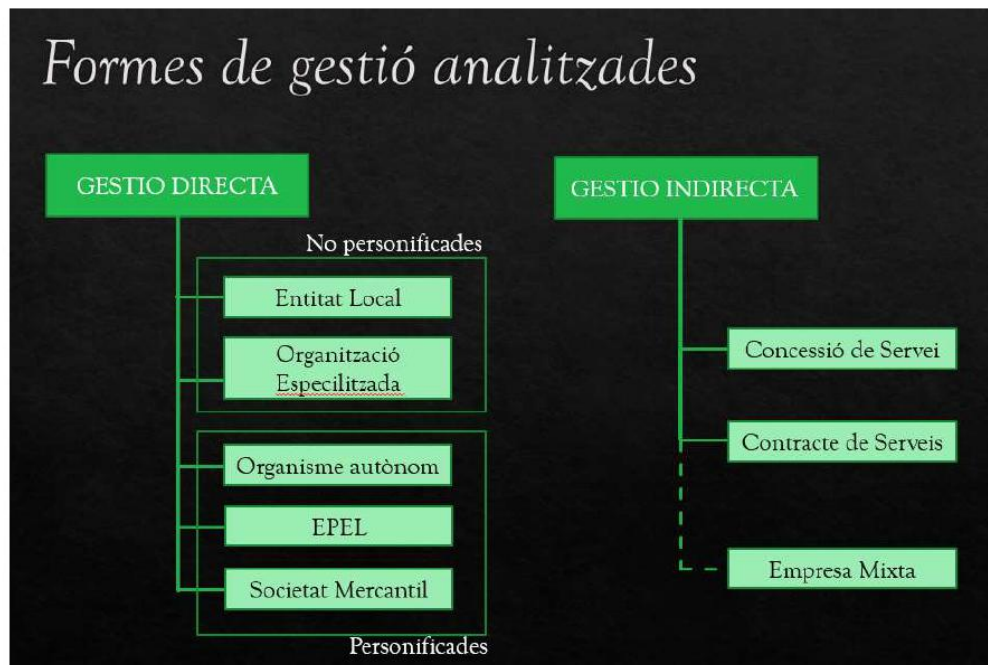 Formes de gestió analitzades
GESTIO DIRECTA
No personificades
Entitat Local
Organització
Especilitzada
Organisme autònom
EPEL
Societat Mercantil
Personificades
GESTIO INDIRECTA
Concessió de Servei
Contracte de Serveis
Empresa Mixta